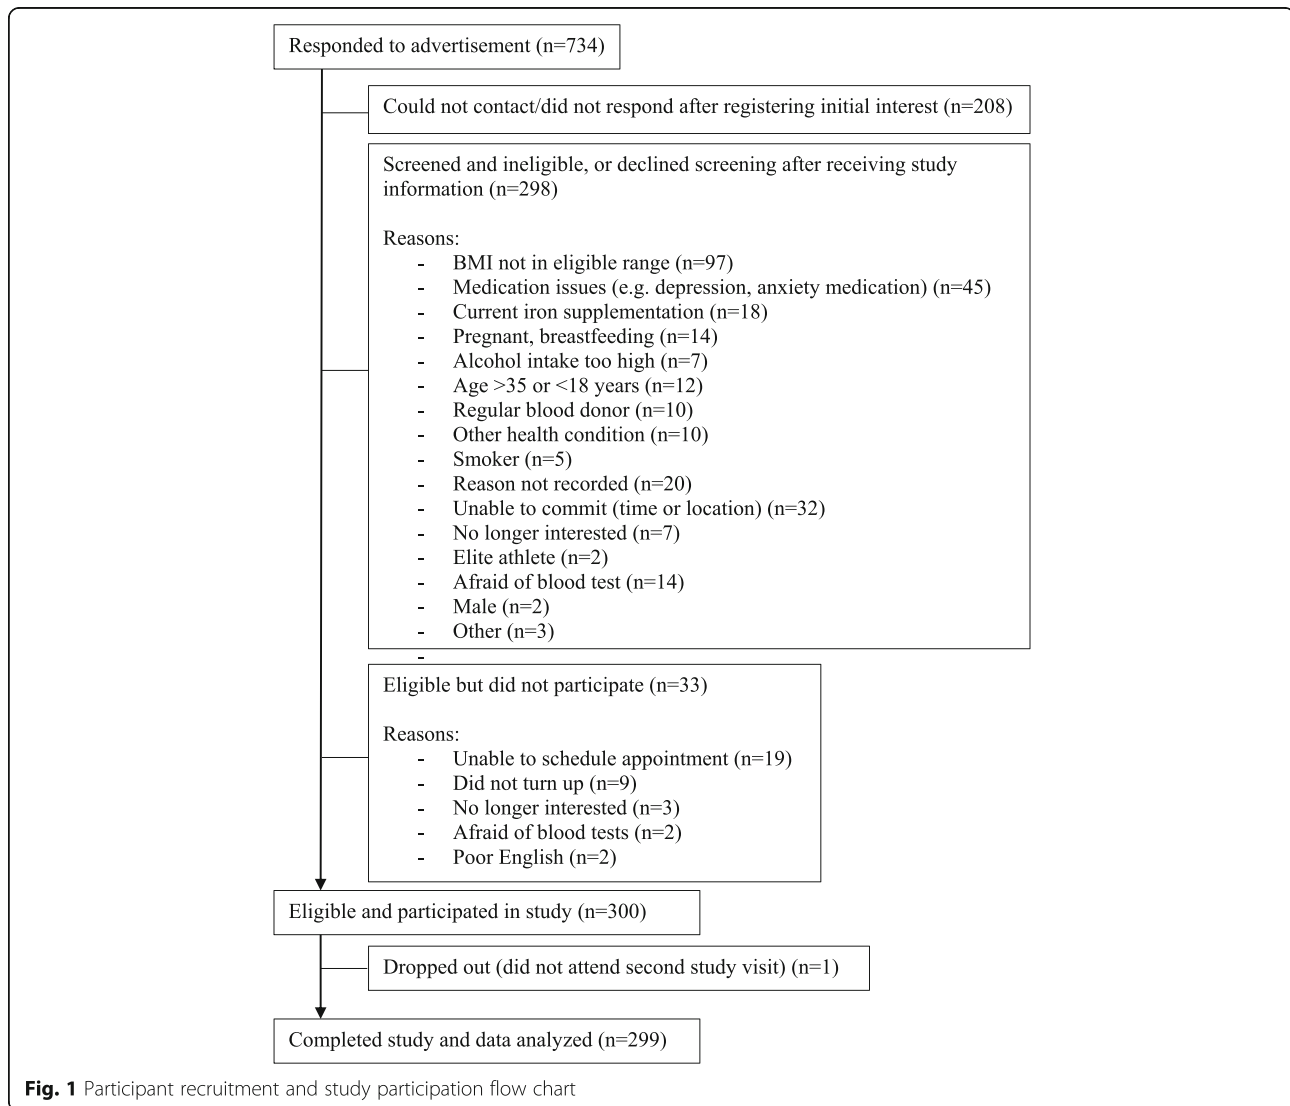 Responded to advertisement (n=734)
Could not contact/did not respond after registering initial interest (n=208)
Screened and ineligible, or declined screening after receiving study
information (n=298)
Reasons:
- BMI not in eligible range (n=97)
- Medication issues (e.g. depression, anxiety medication) (n=45)
- Current iron supplementation (n=18)
- Pregnant, breastfeeding (n=14)
- Alcohol intake too high (n=7)
- Age >35 or <18 years (n=12)
- Regular blood donor (n=10)
- Other health condition (n=10)
- Smoker (n=5)
- Reason not recorded (n=20)
- Unable to commit (time or location) (n=32)
- No longer interested (n=7)
- Elite athlete (n=2)
- Afraid of blood test (n=14)
- Male (n=2)
- Other (n=3)
-
Eligible but did not participate (n=33)
Reasons:
- Unable to schedule appointment (n=19)
- Did not turn up (n=9)
- No longer interested (n=3)
- Afraid of blood tests (n=2)
- Poor English (n=2)
Eligible and participated in study (n=300)
Dropped out (did not attend second study visit) (n=1)
Completed study and data analyzed (n=299)
Fig. 1 Participant recruitment and study participation flow chart